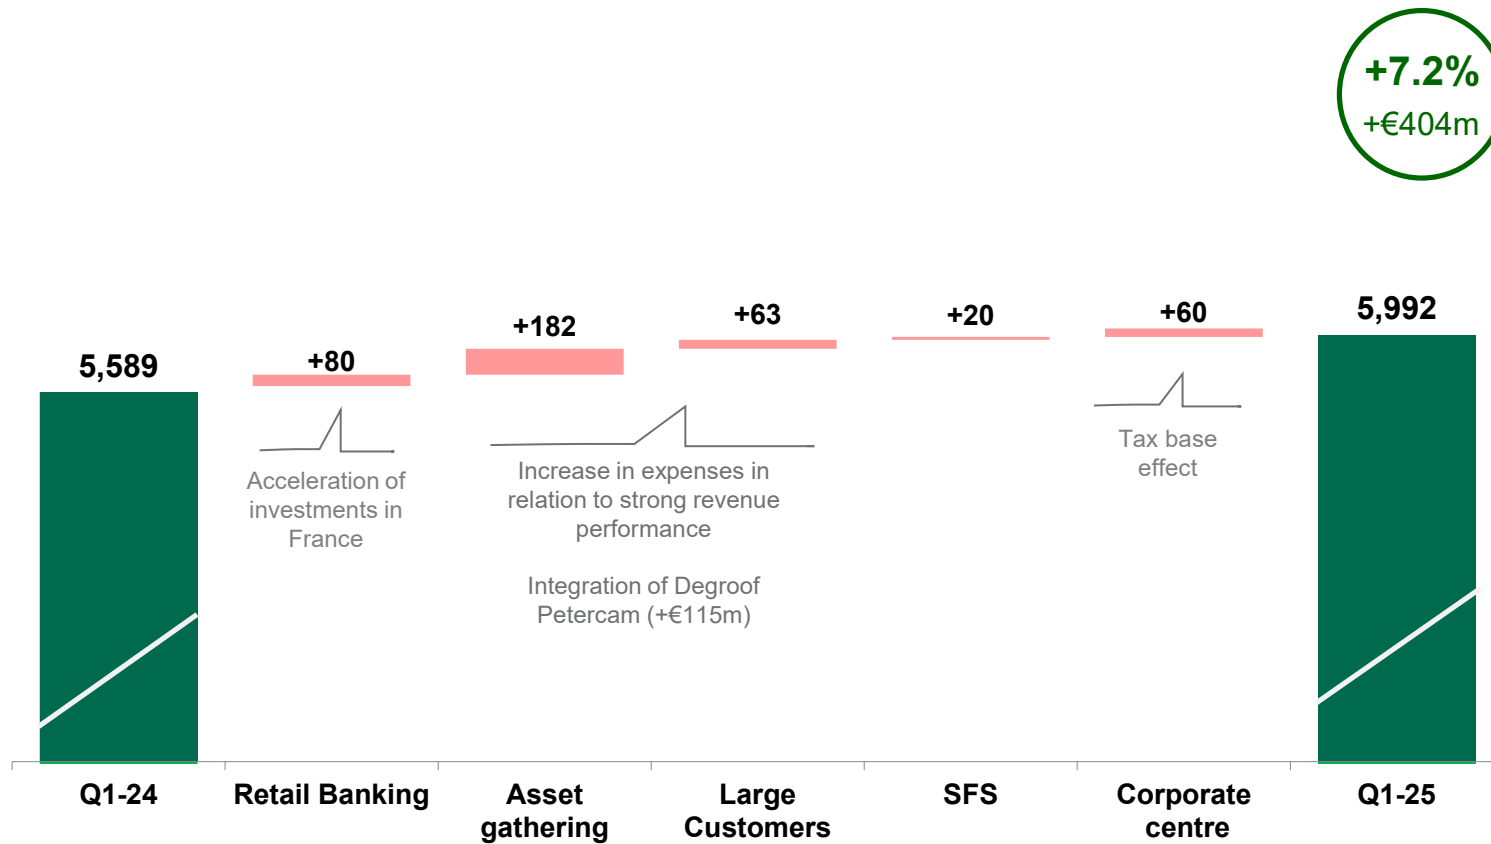 +7.2%
+€404m
5,589
+80
+182
+63
+20
+60
5,992
Acceleration of
investments in
France
Increase in expenses in
relation to strong revenue
performance
Integration of Degroof
Petercam (+€115m)
Tax base
effect
Q1-24
Retail Banking
Asset
gathering
Large
Customers
SFS
Corporate
centre
Q1-25